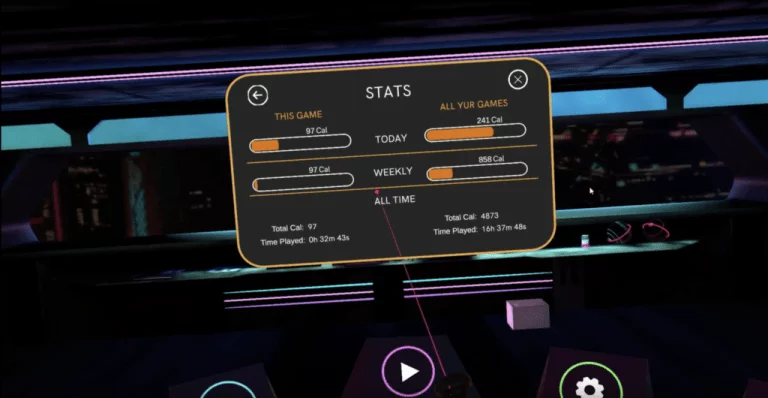 STATS
THIS GAME
ALL YUR GAMES
97 Cal
TODAY
241 Cal
97 Cal
WEEKLY
858 Cal
ALL TIME
Total Cal: 97
Time Played: 0h 32m 43s
Total Cal: 4873
Time Played: 16h 37m 48s